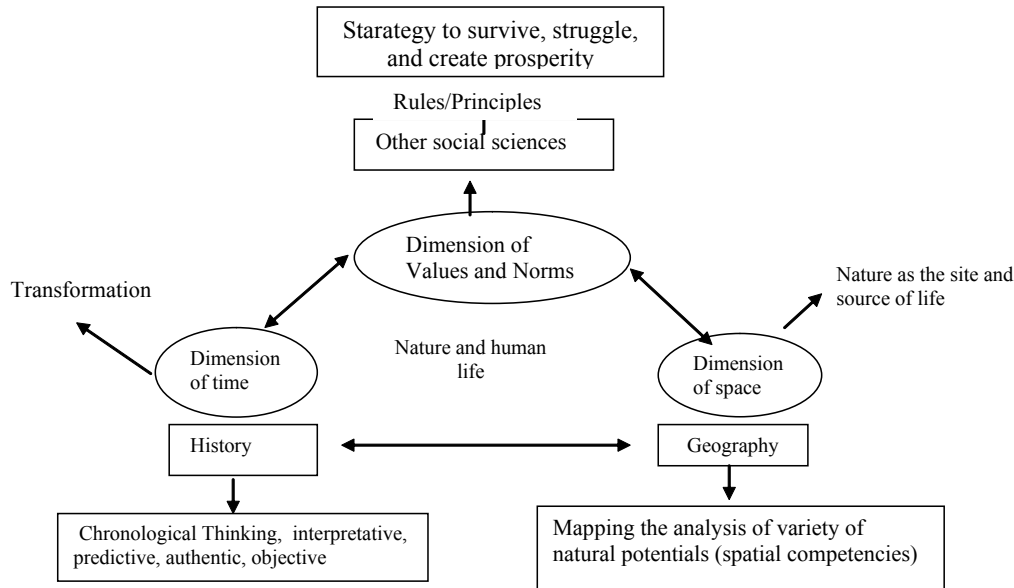 Starategy to survive, struggle,
and create prosperity
Rules/Principles
Other social sciences
Dimension of
Values and Norms
Transformation
Nature as the site and
source of life
Dimension
of time
Nature and human
life
Dimension
of space
History
Geography
Chronological Thinking, interpretative,
predictive, authentic, objective
Mapping the analysis of variety of
natural potentials (spatial competencies)